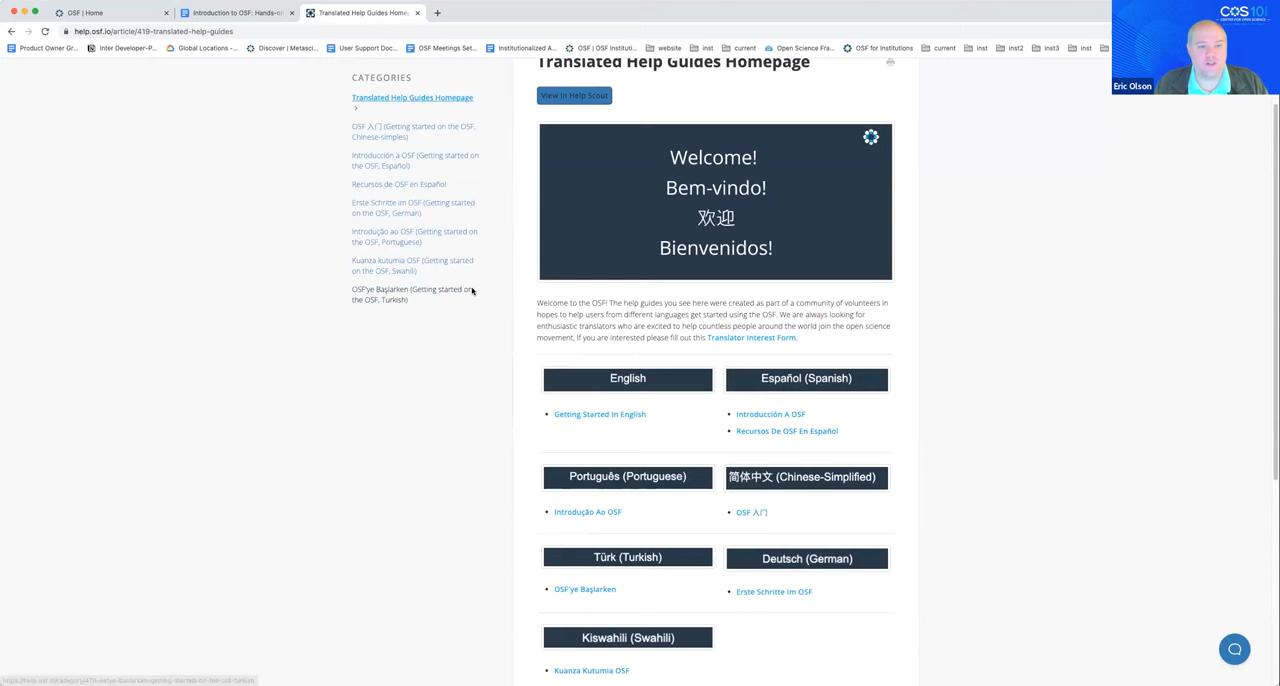 OSF | Home
Introduction to OSF: Hands-on
Translated Help Guides Home
help.osf.io/article/419-translated-help-guides
Product Owner Gr...
Inter Developer-P...
Global Locations -...
Discover | Metasci...
User Support Doc...
OSF Meetings Set...
Institutionalized A...
OSF | OSF Instituti...
website
inst
current
Open Science Fra...
OSF for Institutions
current
inst
inst2
inst3
inst
COS10
CENTER FOR OPEN SCIENCE
Eric Olson
CATEGORIES
Translated Help Guides Homepage
OSF 入门 (Getting started on the OSF,
Chinese-simples)
Introducción a OSF (Getting started on
the OSF, Español)
Recursos de OSF en Español
Erste Schritte im OSF (Getting started
on the OSF, German)
Introdução ao OSF (Getting started on
the OSF, Portuguese)
Kuanza kutumia OSF (Getting started
on the OSF, Swahili)
OSF'ye Başlarken (Getting started on
the OSF, Turkish)
Translated Help Guides Homepage
View In Help Scout
Welcome!
Bem-vindo!
欢迎
Bienvenidos!
Welcome to the OSF! The help guides you see here were created as part of a community of volunteers in
hopes to help users from different languages get started using the OSF. We are always looking for
enthusiastic translators who are excited to help countless people around the world join the open science
movement, If you are interested please fill out this Translator Interest Form.
English
Español (Spanish)
Getting Started In English
Introducción A OSF
Recursos De OSF En Español
Português (Portuguese)
简体中文 (Chinese-Simplified)
Introdução Ao OSF
OSF 入门
Türk (Turkish)
Deutsch (German)
OSF'ye Başlarken
Erste Schritte Im OSF
Kiswahili (Swahili)
Kuanza Kutumia OSF